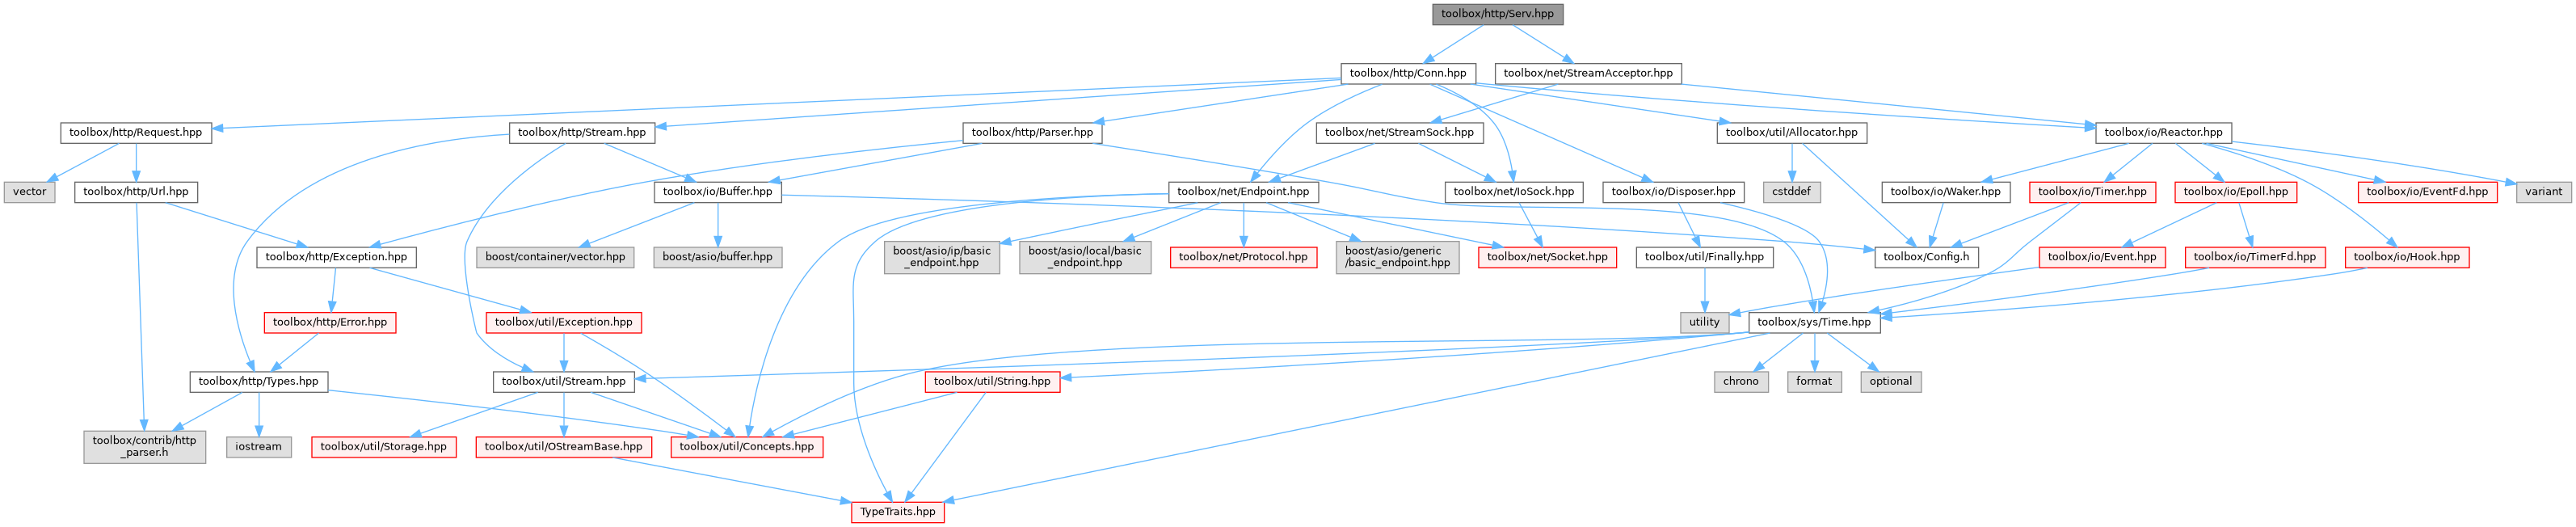 toolbox/http/Serv.hpp
toolbox/http/Conn.hpp
toolbox/net/StreamAcceptor.hpp
toolbox/http/Request.hpp
toolbox/http/Stream.hpp
toolbox/http/Parser.hpp
toolbox/net/StreamSock.hpp
toolbox/util/Allocator.hpp
toolbox/io/Reactor.hpp
vector
toolbox/http/Url.hpp
toolbox/io/Buffer.hpp
toolbox/net/Endpoint.hpp
toolbox/net/IoSock.hpp
toolbox/io/Disposer.hpp
cstddef
toolbox/io/Waker.hpp
toolbox/io/Timer.hpp
toolbox/io/Epoll.hpp
toolbox/io/EventFd.hpp
variant
toolbox/http/Exception.hpp
boost/container/vector.hpp
boost/asio/buffer.hpp
boost/asio/ip/basic
_endpoint.hpp
boost/asio/local/basic
_endpoint.hpp
toolbox/net/Protocol.hpp
boost/asio/generic
/basic_endpoint.hpp
toolbox/net/Socket.hpp
toolbox/util/Finally.hpp
toolbox/Config.h
toolbox/io/Event.hpp
toolbox/io/TimerFd.hpp
toolbox/io/Hook.hpp
toolbox/http/Error.hpp
toolbox/util/Exception.hpp
utility
toolbox/sys/Time.hpp
toolbox/http/Types.hpp
toolbox/util/Stream.hpp
toolbox/util/String.hpp
chrono
format
optional
toolbox/contrib/http
_parser.h
iostream
toolbox/util/Storage.hpp
toolbox/util/OStreamBase.hpp
toolbox/util/Concepts.hpp
TypeTraits.hpp